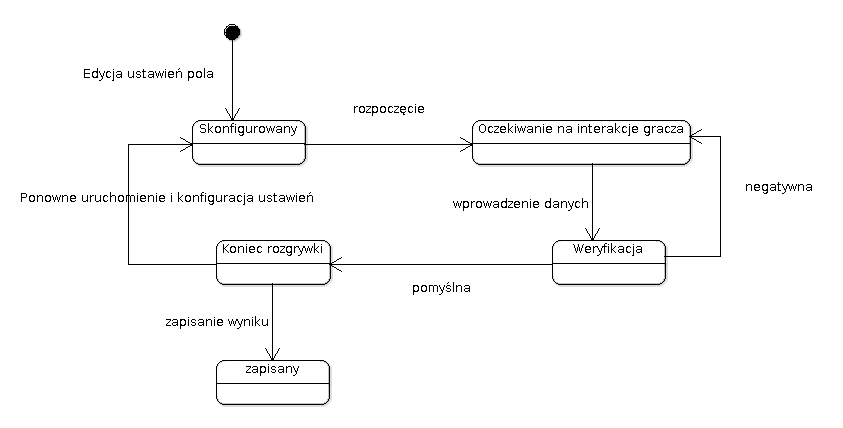 Edycja ustawień pola
rozpoczęcie
Skonfigurowany
Oczekiwanie na interakcje gracza
Ponowne uruchomienie i konfiguracja ustawień
wprowadzenie danych
negatywna
Koniec rozgrywki
Weryfikacja
pomyślna
zapisanie wyniku
zapisany